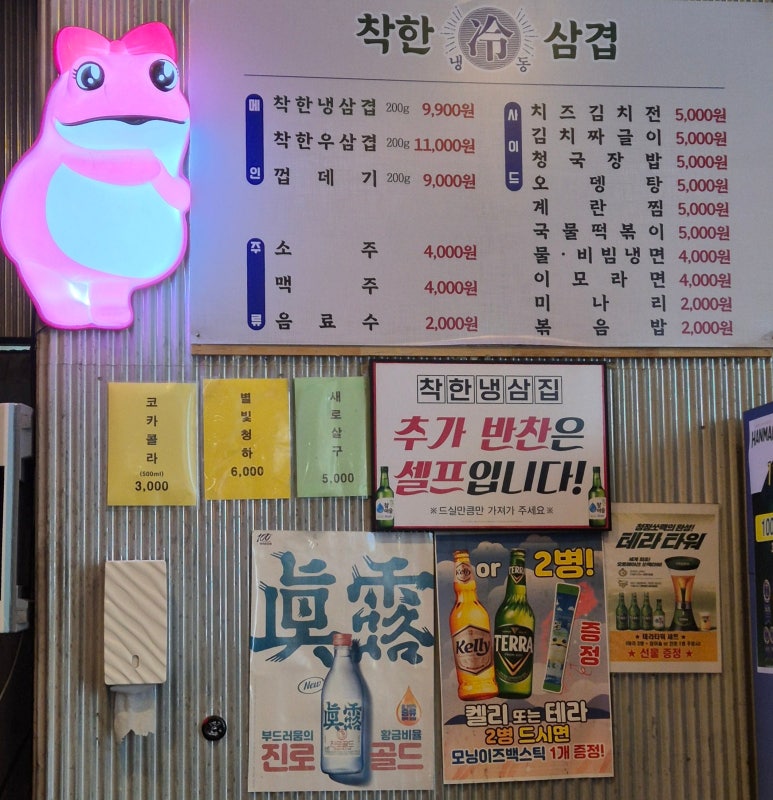 착한 冷 삼겹
냉 동
메인
착한냉삼겹 200g 9,900원
착한우삼겹 200g 11,000원
껍데기 200g 9,000원
주류
소주 4,000원
맥주 4,000원
음료수 2,000원
사이드
치즈김치전 5,000원
김치짜글이 5,000원
청국장밥 5,000원
오뎅탕 5,000원
계란찜 5,000원
국물떡볶이 5,000원
물·비빔냉면 4,000원
이모라면 4,000원
미나리 2,000원
볶음밥 2,000원
코카콜라
(500ml)
3,000
별빛청하
6,000
새로살구
5,000
착한냉삼집
추가 반찬은
셀프입니다!
※드실만큼만 가져가 주세요※
100
眞露
New
眞露
부드러움의
진로
황금비율
골드
or 2병!
Kelly
TERRA
증정
켈리 또는 테라
2병 드시면
모닝이즈백스틱 1개 증정!
테라타워
★ 테라타워 세트 ★
★ 선물 증정 ★
HANMA
100